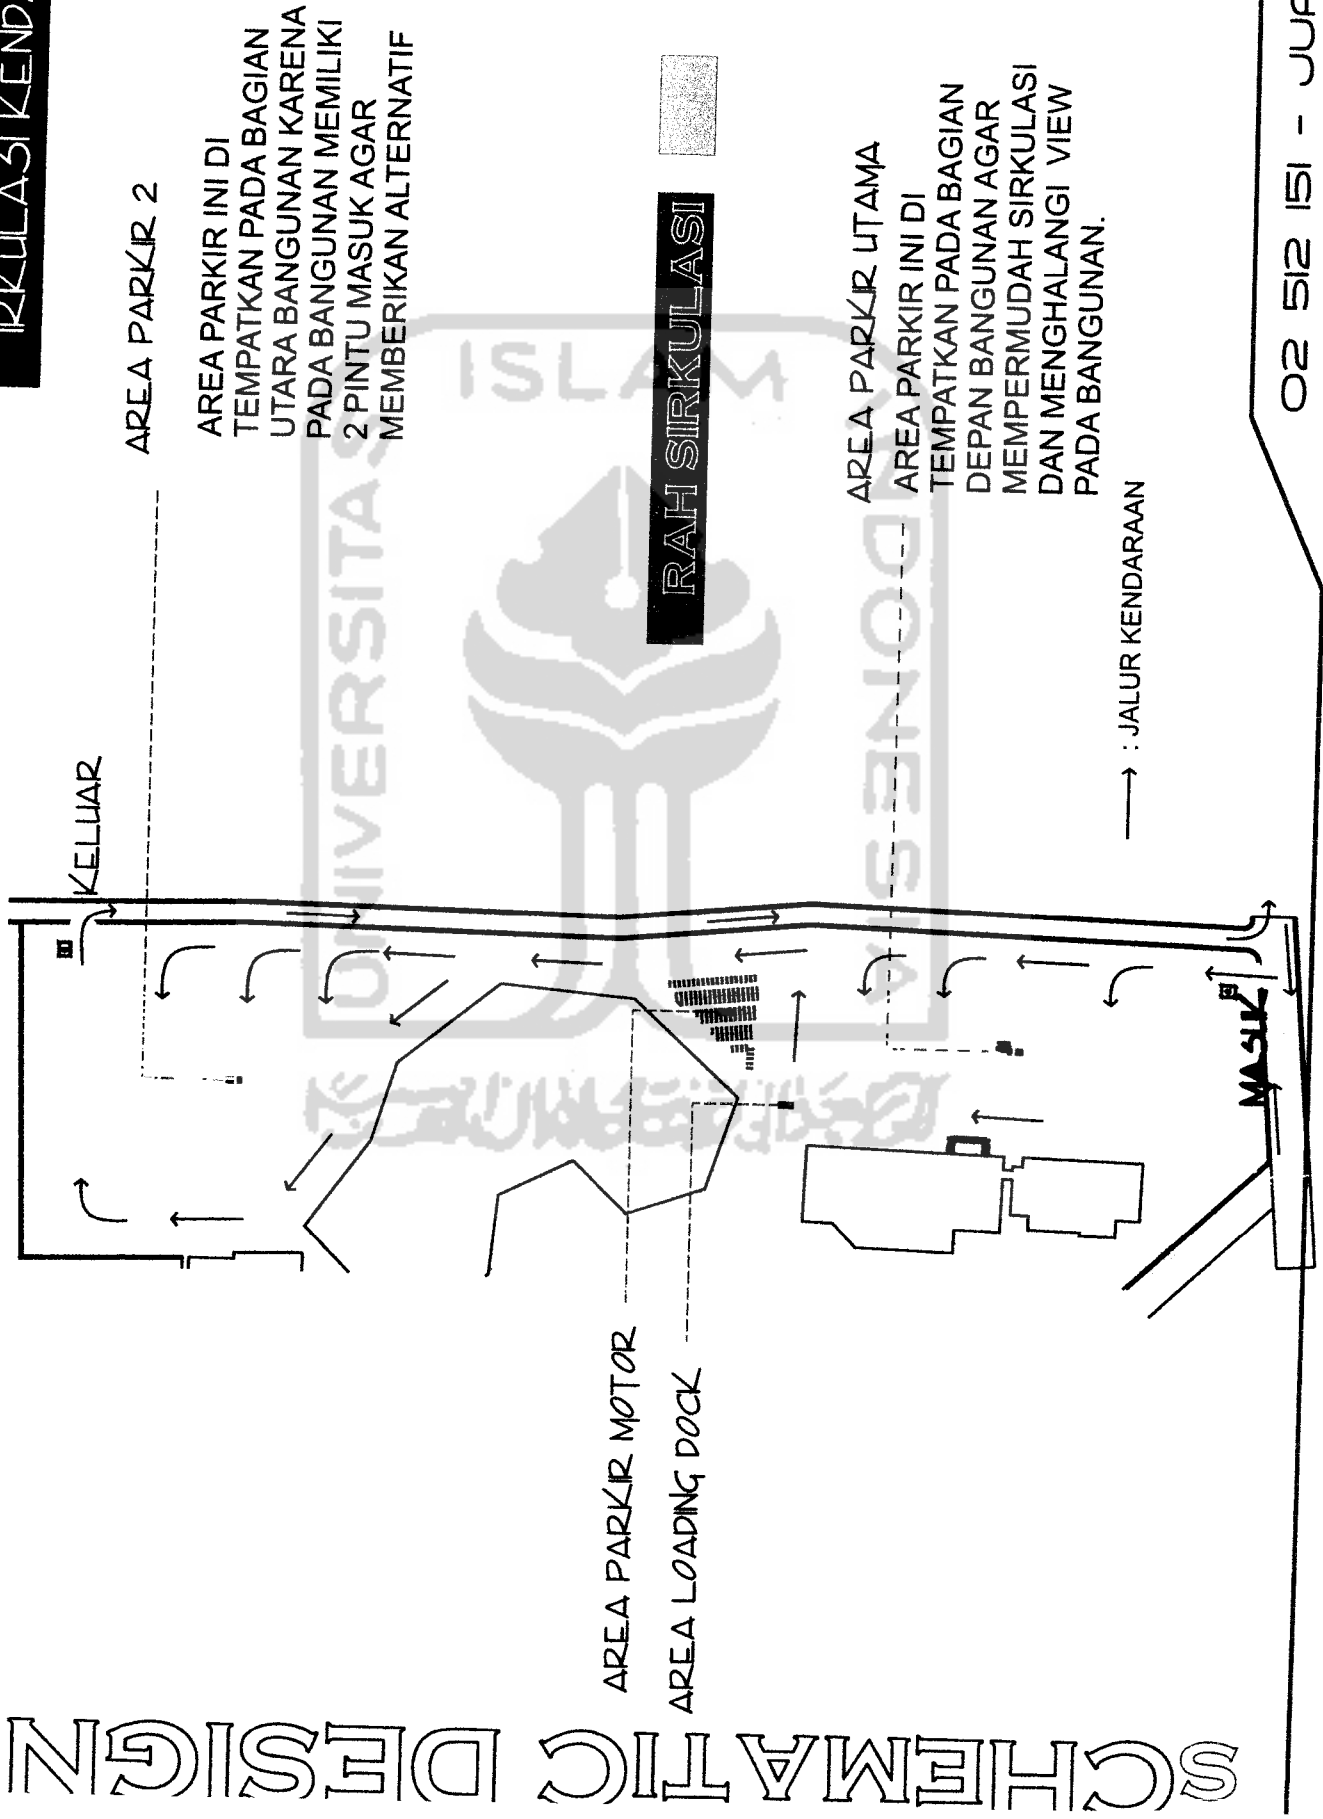 SCHEMATIC DESIGN
AREA PARKIR 2
AREA PARKIR INI DI
TEMPATKAN PADA BAGIAN
UTARA BANGUNAN KARENA
PADA BANGUNAN MEMILIKI
2 PINTU MASUK AGAR
MEMBERIKAN ALTERNATIF
KELUAR
RAH SIRKULASI
AREA PARKIR UTAMA
AREA PARKIR INI DI
TEMPATKAN PADA BAGIAN
DEPAN BANGUNAN AGAR
MEMPERMUDAH SIRKULASI
DAN MENGHALANGI VIEW
PADA BANGUNAN.
: JALUR KENDARAAN
MASUK
AREA PARKIR MOTOR
AREA LOADING DOCK
02 512 151 -
UNIVERSITAS
ISLAM
INDONESIA